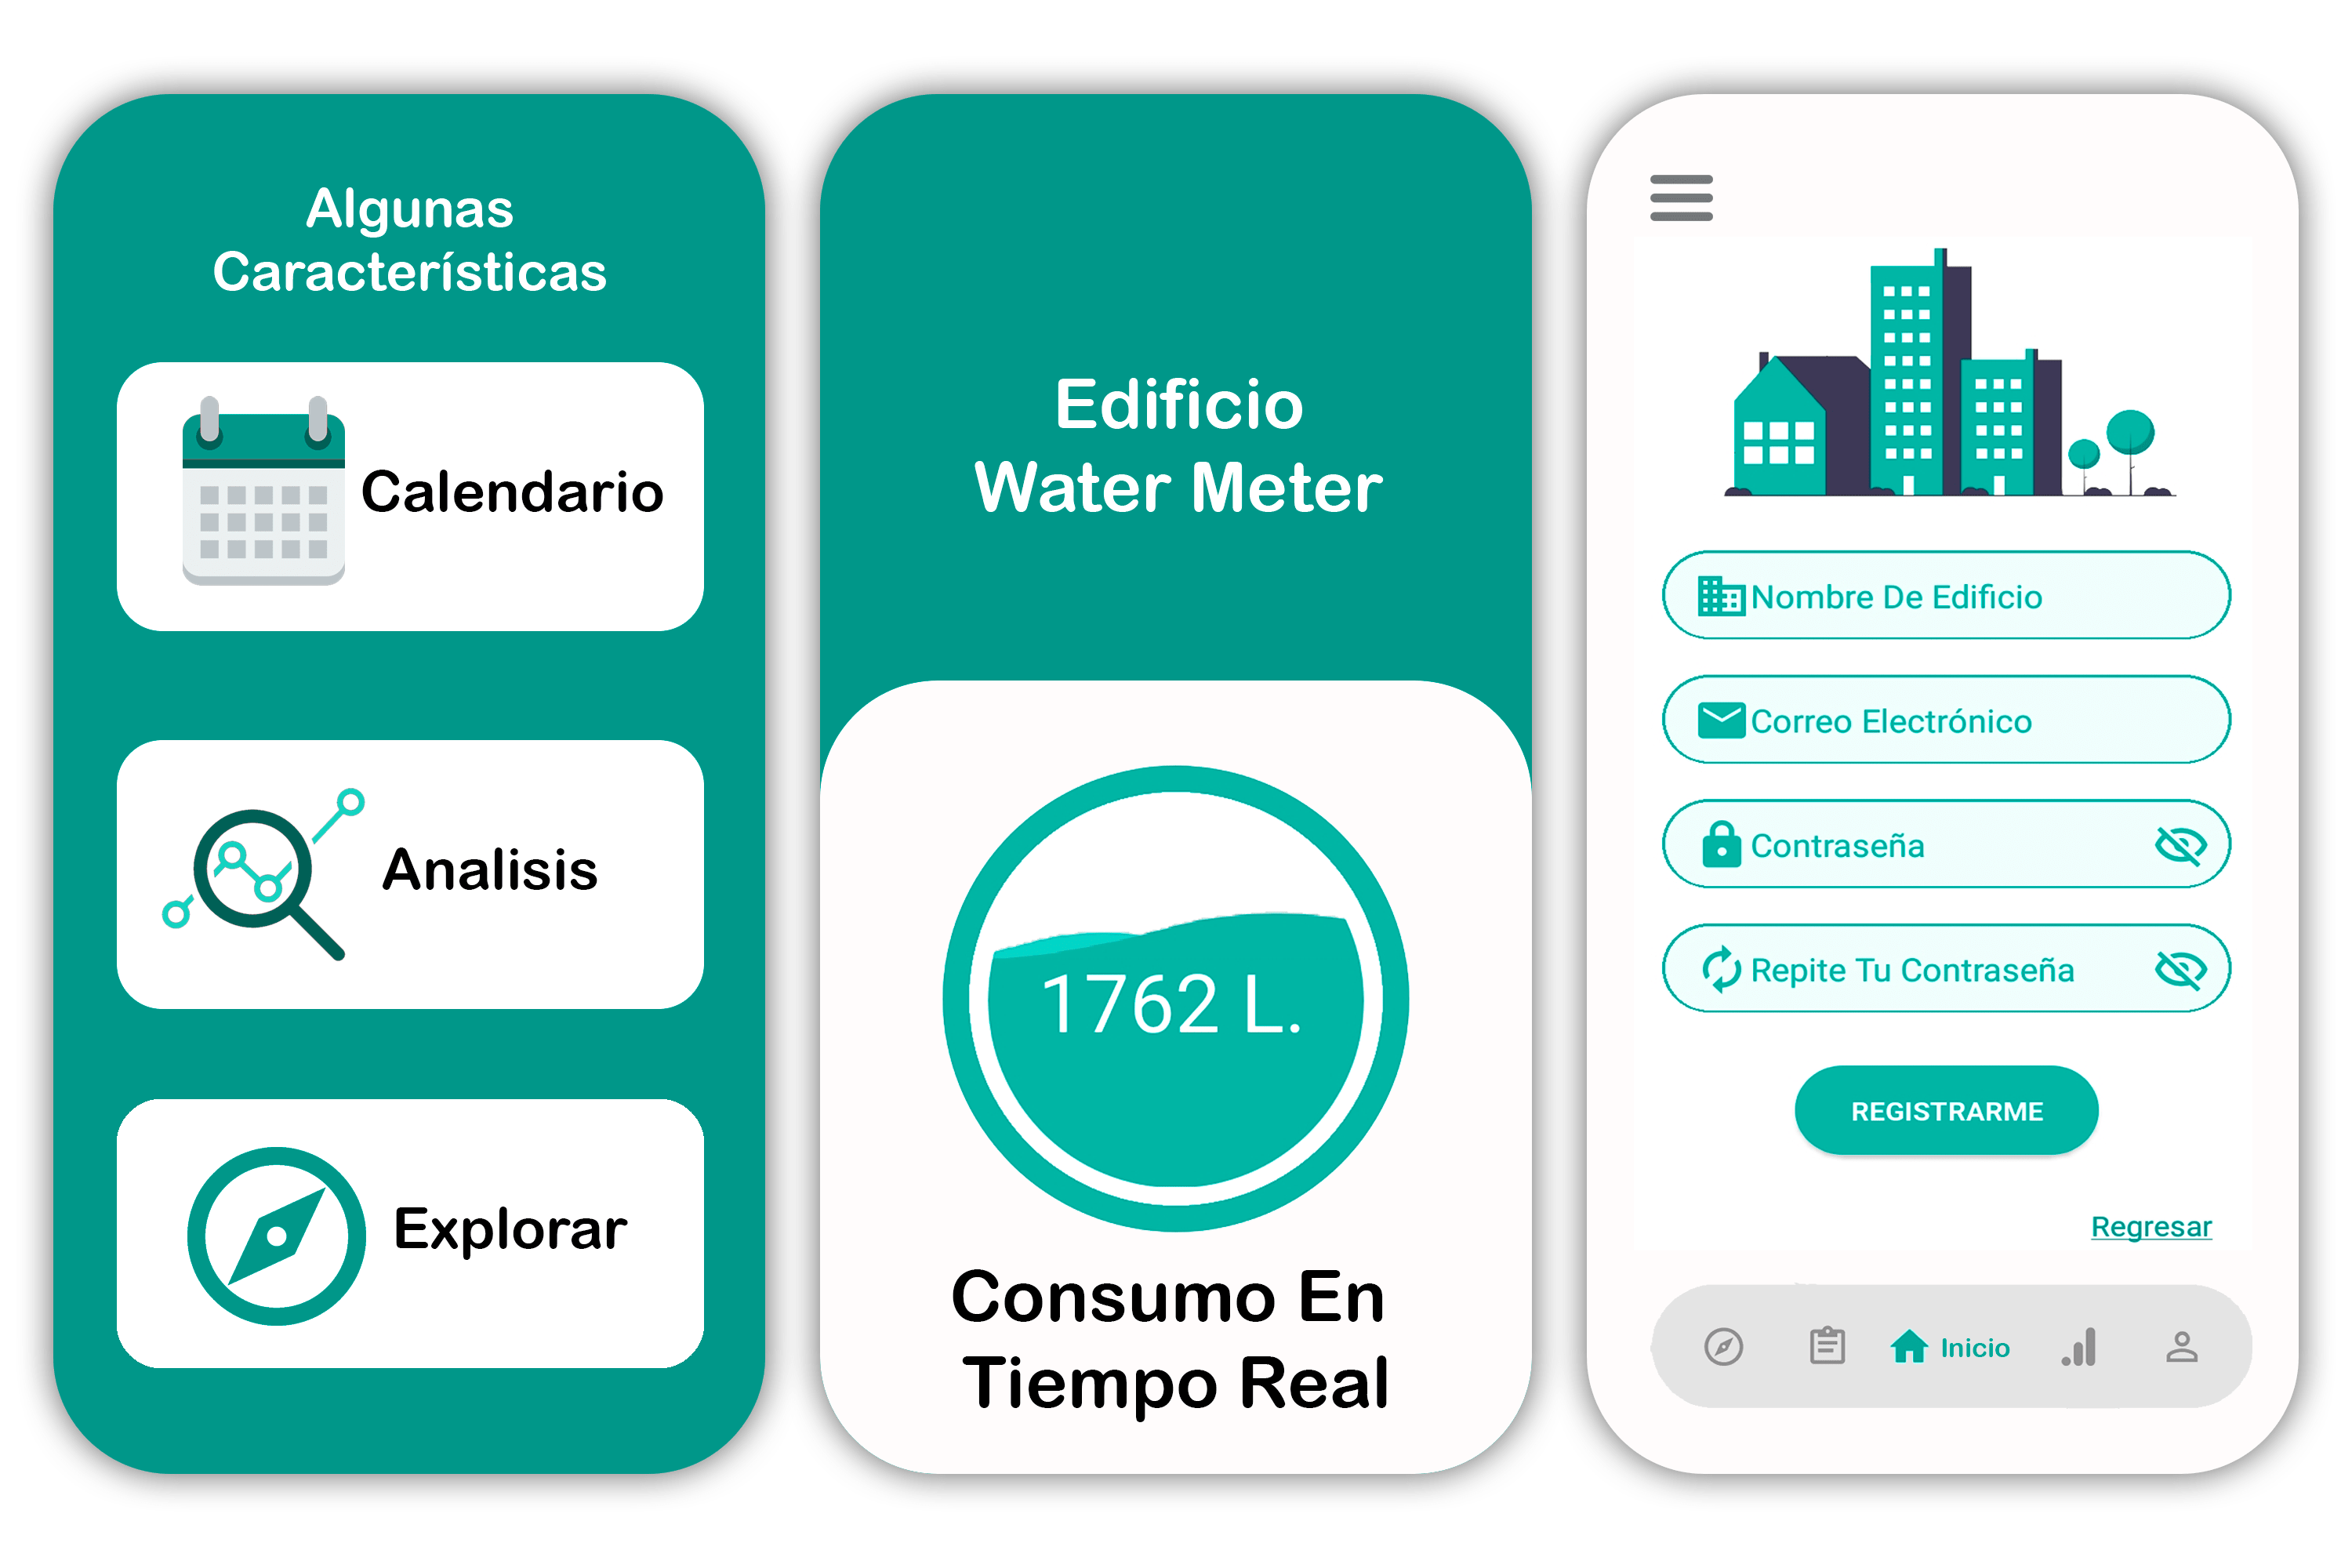 Algunas
Características
Calendario
Analisis
Explorar
Edificio
Water Meter
1762 L.
Consumo En
Tiempo Real
Nombre De Edificio
Correo Electrónico
Contraseña
Repite Tu Contraseña
REGISTRARME
Regresar
Inicio